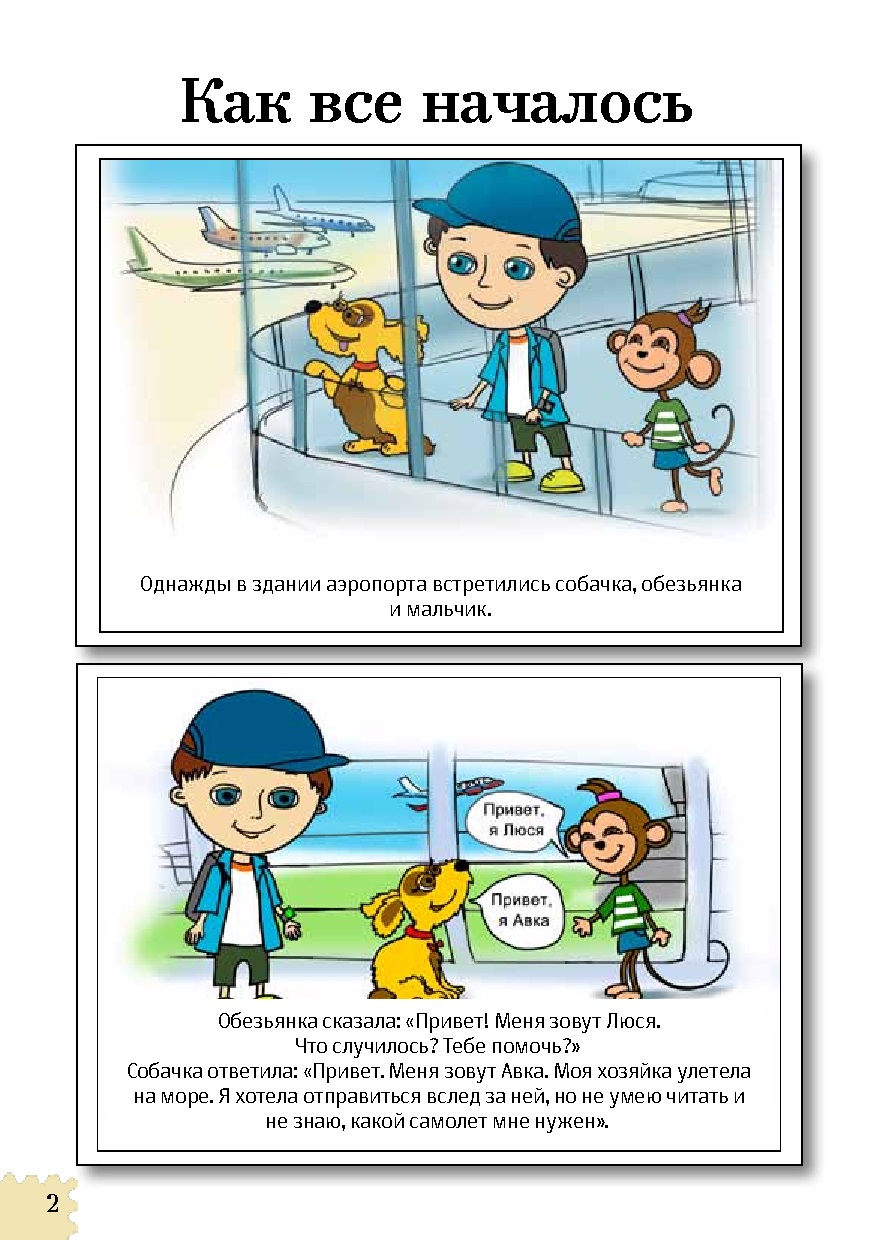 Как все началось
Однажды в здании аэропорта встретились собачка, обезьянка
и мальчик.
Привет,
я Люся
Привет,
я Авка
Обезьянка сказала: «Привет! Меня зовут Люся.
Что случилось? Тебе помочь?»
Собачка ответила: «Привет. Меня зовут Авка. Моя хозяйка улетела
на море. Я хотела отправиться вслед за ней, но не умею читать и
не знаю, какой самолет мне нужен».
2